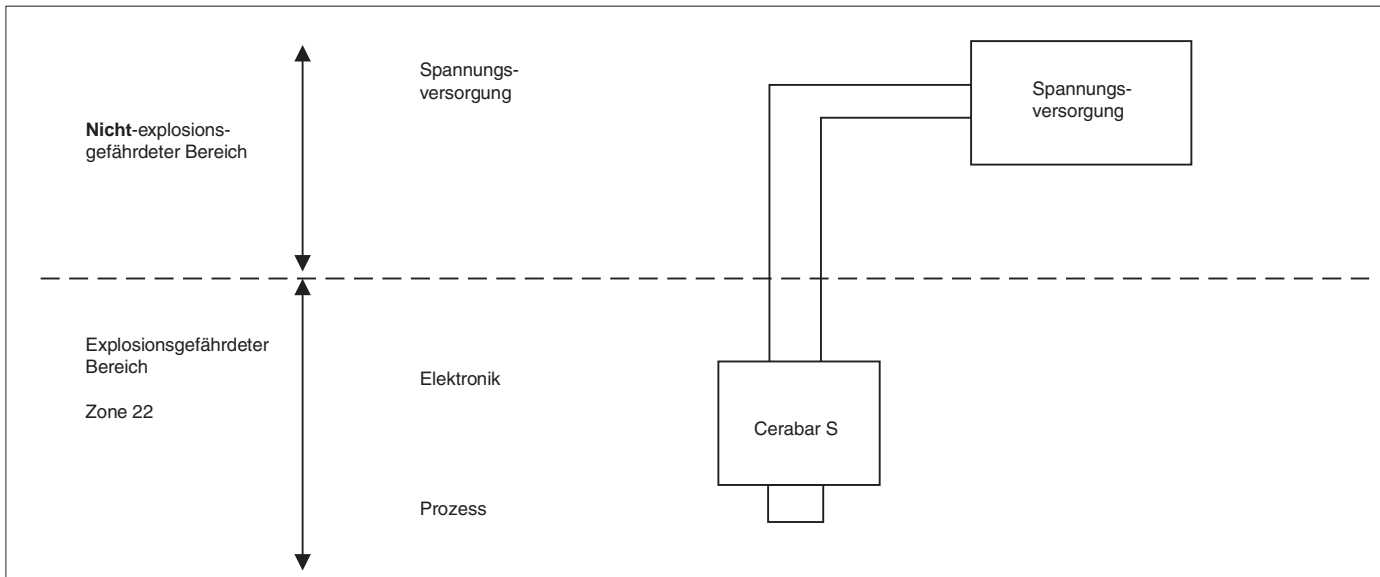 Nicht-explosions-
gefährdeter Bereich
Spannungs-
versorgung
Spannungs-
versorgung
Explosionsgefährdeter
Bereich
Zone 22
Elektronik
Cerabar S
Prozess